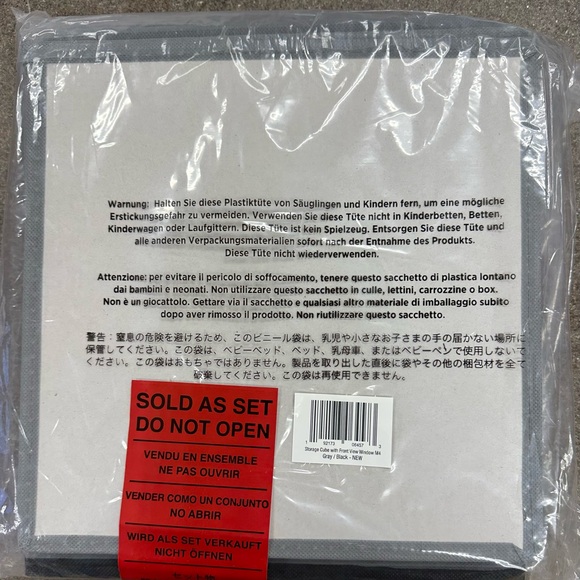 Warnung: Halten Sie diese Plastiktüte von Säuglingen und Kindern fern, um eine mögliche
Erstickungsgefahr zu vermeiden. Verwenden Sie diese Tüte nicht in Kinderbetten, Betten,
Kinderwagen oder Laufgittern. Diese Tüte ist kein Spielzeug. Entsorgen Sie diese Tüte und
alle anderen Verpackungsmaterialien sofort nach der Entnahme des Produkts.
Diese Tüte nicht wiederverwenden.
Attenzione: per evitare il pericolo di soffocamento, tenere questo sacchetto di plastica lontano
dai bambini e neonati. Non utilizzare questo sacchetto in culle, lettini, carrozzine o box.
Non è un giocattolo. Gettare via il sacchetto e qualsiasi altro materiale di imballaggio subito
dopo aver rimosso il prodotto. Non riutilizzare questo sacchetto.
警告：窒息の危険を避けるため、このビニール袋は、乳児や小さなお子さまの手の届かない場所に
保管してください。この袋は、ベビーベッド、ベッド、乳母車、またはベビーペンで使用しないで
ください。この袋はおもちゃではありません。製品を取り出した直後に袋やその他の梱包材を全て
破棄してください。この袋は再使用できません。
SOLD AS SET
DO NOT OPEN
VENDU EN ENSEMBLE
NE PAS OUVRIR
VENDER COMO UN CONJUNTO
NO ABRIR
WIRD ALS SET VERKAUFT
NICHT ÖFFNEN
Storage Cube with Front View Window M4
Gray / Black - NEW